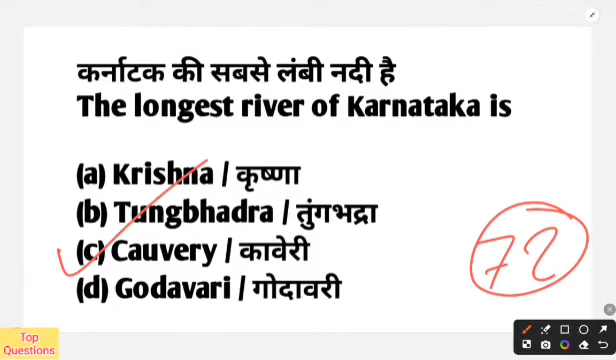 कर्नाटक की सबसे लंबी नदी है
The longest river of Karnataka is
(a) Krishna / कृष्णा
(b) Tungbhadra / तुंगभद्रा
(c) Cauvery / कावेरी
(d) Godavari / गोदावरी
72
Top
Questions